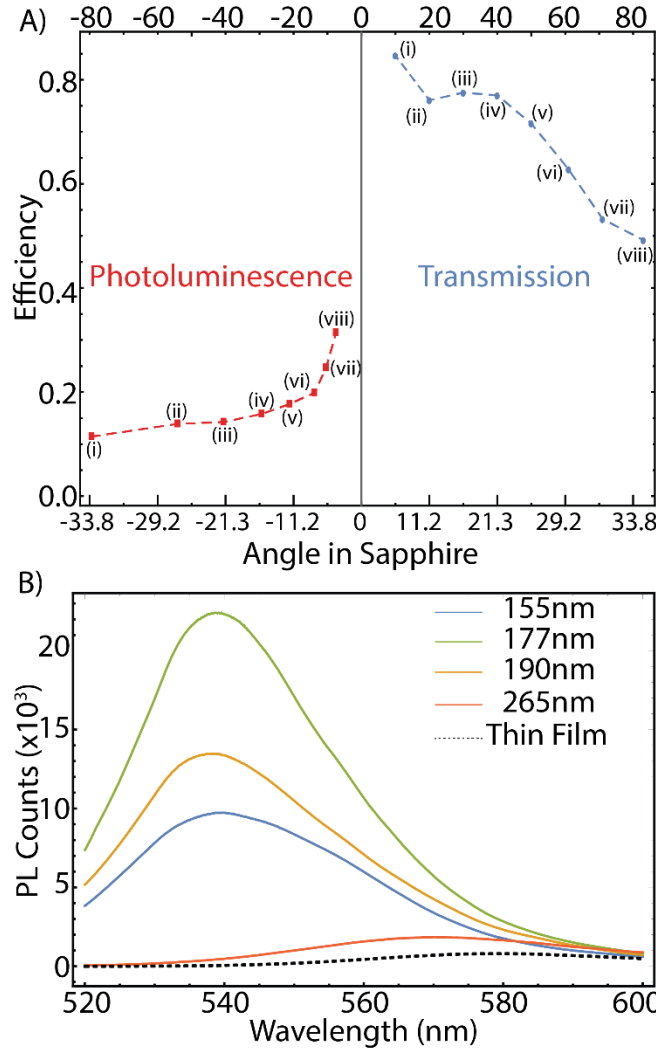 A)
-80 -60 -40 -20 0 20 40 60 80
0.8
0.6
0.4
0.2
0.0
Efficiency
Photoluminescence
Transmission
(i)
(ii)
(iii)
(iv)
(v)
(vi)
(vii)
(viii)
(i)
(ii)
(iii)
(iv)
(v)
(vi)
(vii)
(viii)
-33.8 -29.2 -21.3 -11.2 0 11.2 21.3 29.2 33.8
Angle in Sapphire
B)
20
15
10
5
0
PL Counts (x10³)
155nm
177nm
190nm
265nm
Thin Film
520 540 560 580 600
Wavelength (nm)